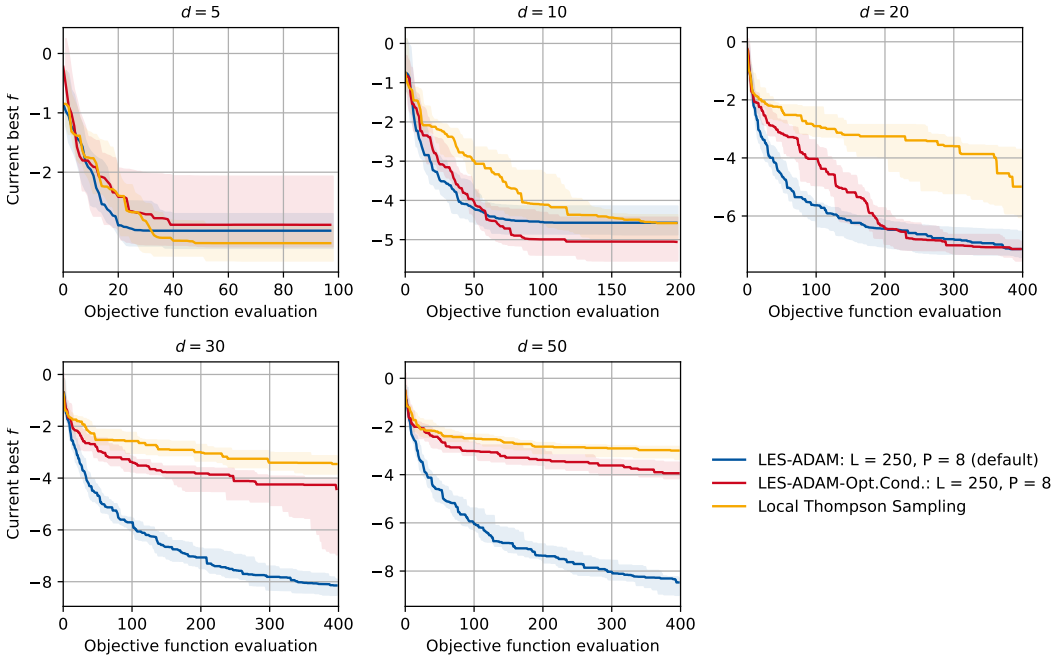 d = 5
d = 10
d = 20
Current best f
0
−1
−2
0 20 40 60 80 100
Objective function evaluation
0
−1
−2
−3
−4
−5
0 50 100 150 200
Objective function evaluation
0
−2
−4
−6
0 100 200 300 400
Objective function evaluation
d = 30
d = 50
Current best f
0
−2
−4
−6
−8
0 100 200 300 400
Objective function evaluation
0
−2
−4
−6
−8
0 100 200 300 400
Objective function evaluation
LES-ADAM: L = 250, P = 8 (default)
LES-ADAM-Opt.Cond.: L = 250, P = 8
Local Thompson Sampling